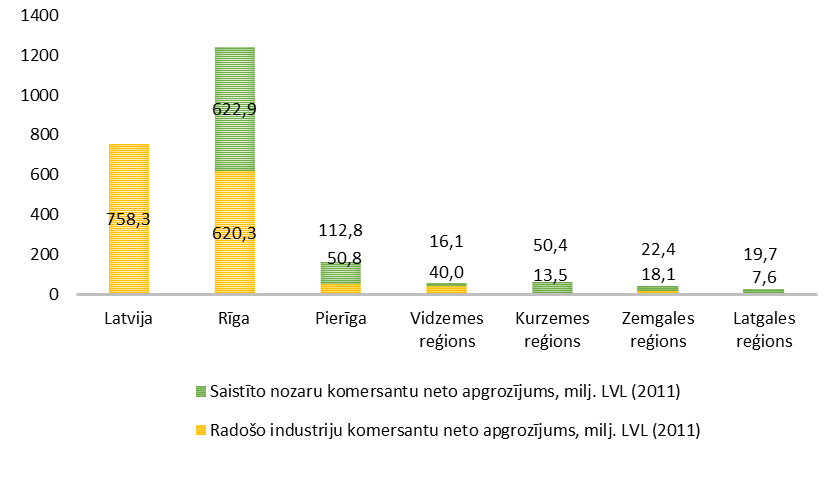 1400
1200
1000
800
600
400
200
0
758,3
622,9
620,3
112,8
50,8
16,1
40,0
50,4
13,5
22,4
18,1
19,7
7,6
Latvija
Rīga
Pierīga
Vidzemes
reģions
Kurzemes
reģions
Zemgales
reģions
Latgales
reģions
Saistīto nozaru komersantu neto apgrozījums, milj. LVL (2011)
Radošo industriju komersantu neto apgrozījums, milj. LVL (2011)